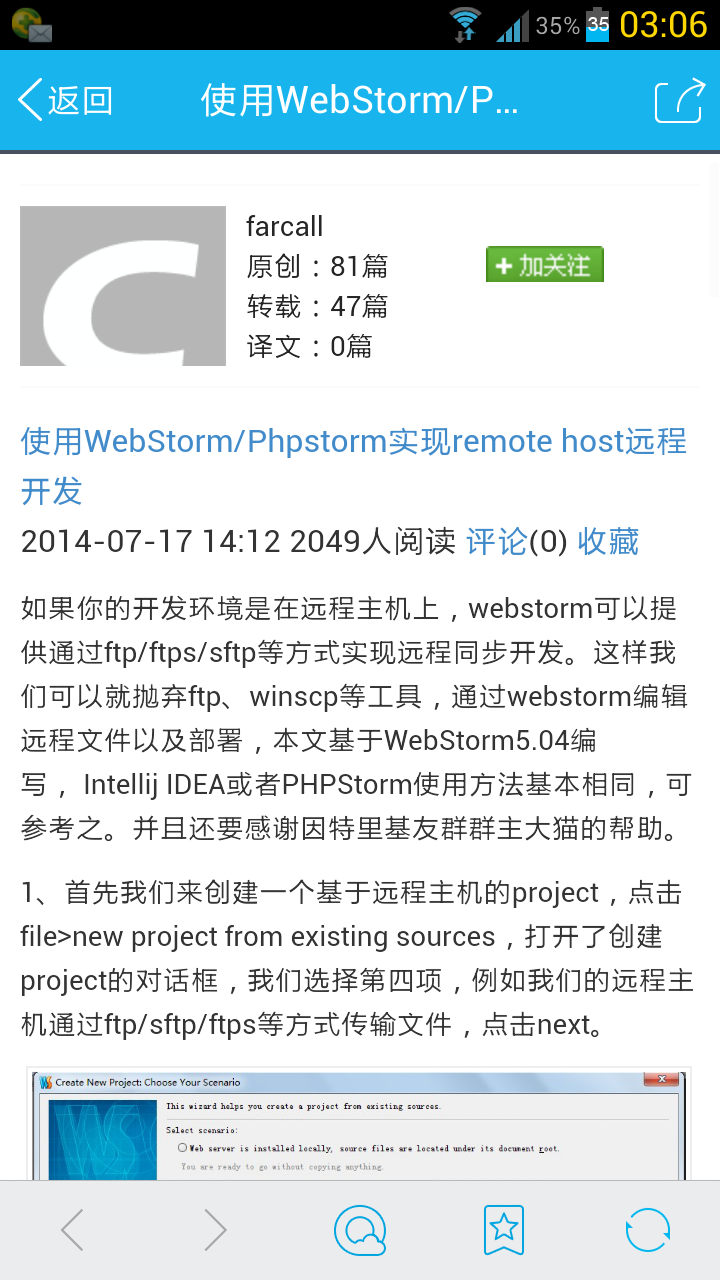 35% 35 03:06
返回 使用WebStorm/P...
farcall
原创：81篇
+ 加关注
转载：47篇
译文：0篇
使用WebStorm/Phpstorm实现remote host远程
开发
2014-07-17 14:12 2049人阅读 评论(0) 收藏
如果你的开发环境是在远程主机上，webstorm可以提
供通过ftp/ftps/sftp等方式实现远程同步开发。这样我
们可以就抛弃ftp、winscp等工具，通过webstorm编辑
远程文件以及部署，本文基于WebStorm5.04编
写， Intellij IDEA或者PHPStorm使用方法基本相同，可
参考之。并且还要感谢因特里基友群群主大猫的帮助。
1、首先我们来创建一个基于远程主机的project，点击
file>new project from existing sources，打开了创建
project的对话框，我们选择第四项，例如我们的远程主
机通过ftp/sftp/ftps等方式传输文件，点击next。
WS Create New Project: Choose Your Scenario
This wizard helps you create a project from existing sources.
Select scenario:
Web server is installed locally, source files are located under its document root.
You are ready to go without copying anything.
WS